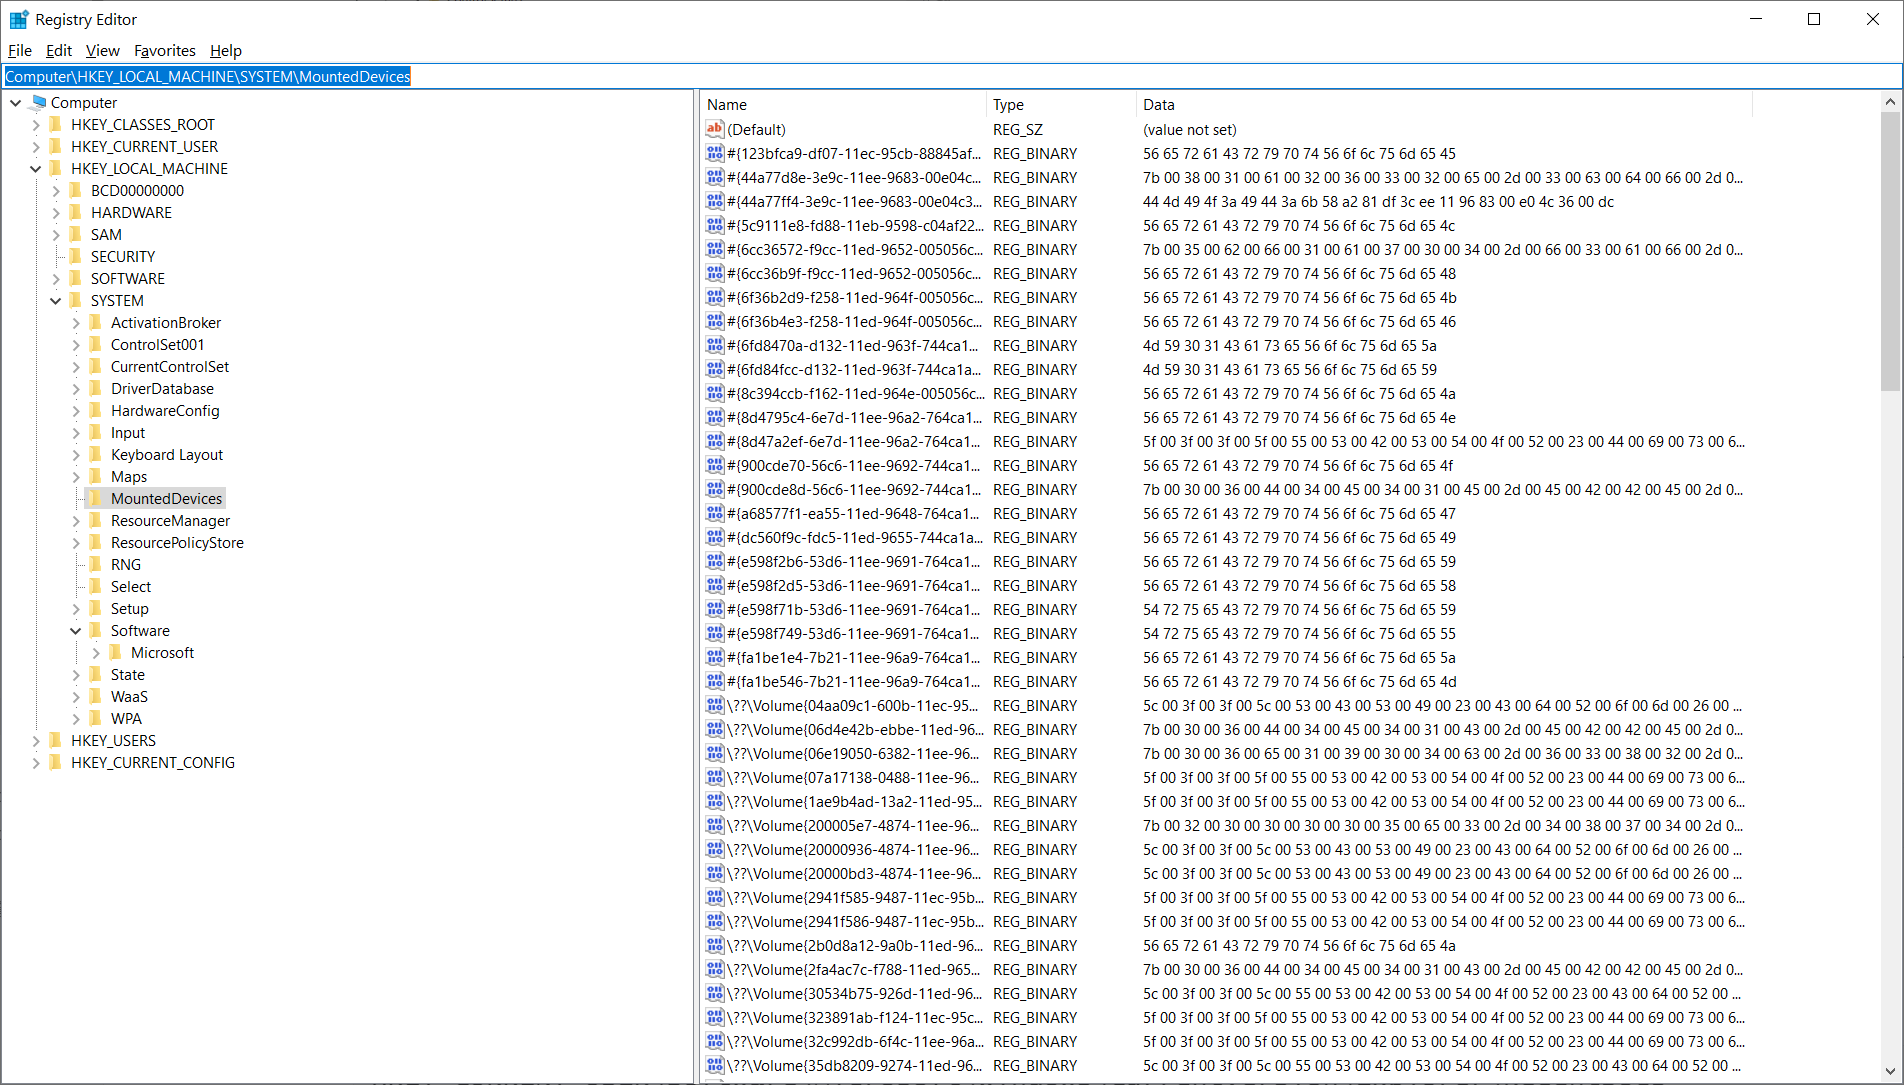 Registry Editor
File Edit View Favorites Help
Computer\HKEY_LOCAL_MACHINE\SYSTEM\MountedDevices
Computer
HKEY_CLASSES_ROOT
HKEY_CURRENT_USER
HKEY_LOCAL_MACHINE
BCD00000000
HARDWARE
SAM
SECURITY
SOFTWARE
SYSTEM
ActivationBroker
ControlSet001
CurrentControlSet
DriverDatabase
HardwareConfig
Input
Keyboard Layout
Maps
MountedDevices
ResourceManager
ResourcePolicyStore
RNG
Select
Setup
Software
Microsoft
State
WaaS
WPA
HKEY_USERS
HKEY_CURRENT_CONFIG
Name Type Data
(Default) REG_SZ (value not set)
#{123bfca9-df07-11ec-95cb-88845af... REG_BINARY 56 65 72 61 43 72 79 70 74 56 6f 6c 75 6d 65 45
#{44a77d8e-3e9c-11ee-9683-00e04c... REG_BINARY 7b 00 38 00 31 00 61 00 32 00 36 00 33 00 32 00 65 00 2d 00 33 00 63 00 64 00 66 00 2d 0...
#{44a77ff4-3e9c-11ee-9683-00e04c3... REG_BINARY 44 4d 49 4f 3a 49 44 3a 6b 58 a2 81 df 3c ee 11 96 83 00 e0 4c 36 00 dc
#{5c9111e8-fd88-11eb-9598-c04af22... REG_BINARY 56 65 72 61 43 72 79 70 74 56 6f 6c 75 6d 65 4c
#{6cc36572-f9cc-11ed-9652-005056c... REG_BINARY 7b 00 35 00 62 00 66 00 31 00 61 00 37 00 30 00 34 00 2d 00 66 00 33 00 61 00 66 00 2d 0...
#{6cc36b9f-f9cc-11ed-9652-005056c... REG_BINARY 56 65 72 61 43 72 79 70 74 56 6f 6c 75 6d 65 48
#{6f36b2d9-f258-11ed-964f-005056c... REG_BINARY 56 65 72 61 43 72 79 70 74 56 6f 6c 75 6d 65 4b
#{6f36b4e3-f258-11ed-964f-005056c... REG_BINARY 56 65 72 61 43 72 79 70 74 56 6f 6c 75 6d 65 46
#{6fd8470a-d132-11ed-963f-744ca1... REG_BINARY 4d 59 30 31 43 61 73 65 56 6f 6c 75 6d 65 5a
#{6fd84fcc-d132-11ed-963f-744ca1a... REG_BINARY 4d 59 30 31 43 61 73 65 56 6f 6c 75 6d 65 59
#{8c394ccb-f162-11ed-964e-005056c... REG_BINARY 56 65 72 61 43 72 79 70 74 56 6f 6c 75 6d 65 4a
#{8d4795c4-6e7d-11ee-96a2-764ca1... REG_BINARY 56 65 72 61 43 72 79 70 74 56 6f 6c 75 6d 65 4e
#{8d47a2ef-6e7d-11ee-96a2-764ca1... REG_BINARY 5f 00 3f 00 3f 00 5f 00 55 00 53 00 42 00 53 00 54 00 4f 00 52 00 23 00 44 00 69 00 73 00 6...
#{900cde70-56c6-11ee-9692-744ca1... REG_BINARY 56 65 72 61 43 72 79 70 74 56 6f 6c 75 6d 65 4f
#{900cde8d-56c6-11ee-9692-744ca1... REG_BINARY 7b 00 30 00 36 00 44 00 34 00 45 00 34 00 31 00 45 00 2d 00 45 00 42 00 42 00 45 00 2d 0...
#{a68577f1-ea55-11ed-9648-764ca1... REG_BINARY 56 65 72 61 43 72 79 70 74 56 6f 6c 75 6d 65 47
#{dc560f9c-fdc5-11ed-9655-744ca1a... REG_BINARY 56 65 72 61 43 72 79 70 74 56 6f 6c 75 6d 65 49
#{e598f2b6-53d6-11ee-9691-764ca1... REG_BINARY 56 65 72 61 43 72 79 70 74 56 6f 6c 75 6d 65 59
#{e598f2d5-53d6-11ee-9691-764ca1... REG_BINARY 56 65 72 61 43 72 79 70 74 56 6f 6c 75 6d 65 58
#{e598f71b-53d6-11ee-9691-764ca1... REG_BINARY 54 72 75 65 43 72 79 70 74 56 6f 6c 75 6d 65 59
#{e598f749-53d6-11ee-9691-764ca1... REG_BINARY 54 72 75 65 43 72 79 70 74 56 6f 6c 75 6d 65 55
#{fa1be1e4-7b21-11ee-96a9-764ca1... REG_BINARY 56 65 72 61 43 72 79 70 74 56 6f 6c 75 6d 65 5a
#{fa1be546-7b21-11ee-96a9-764ca1... REG_BINARY 56 65 72 61 43 72 79 70 74 56 6f 6c 75 6d 65 4d
\??\Volume{04aa09c1-600b-11ec-95... REG_BINARY 5c 00 3f 00 3f 00 5c 00 53 00 43 00 53 00 49 00 23 00 43 00 64 00 52 00 6f 00 6d 00 26 00 ...
\??\Volume{06d4e42b-ebbe-11ed-96... REG_BINARY 7b 00 30 00 36 00 44 00 34 00 45 00 34 00 31 00 43 00 2d 00 45 00 42 00 42 00 45 00 2d 0...
\??\Volume{06e19050-6382-11ee-96... REG_BINARY 7b 00 30 00 36 00 65 00 31 00 39 00 30 00 34 00 63 00 2d 00 36 00 33 00 38 00 32 00 2d 0...
\??\Volume{07a17138-0488-11ee-96... REG_BINARY 5f 00 3f 00 3f 00 5f 00 55 00 53 00 42 00 53 00 54 00 4f 00 52 00 23 00 44 00 69 00 73 00 6...
\??\Volume{1ae9b4ad-13a2-11ed-95... REG_BINARY 5f 00 3f 00 3f 00 5f 00 55 00 53 00 42 00 53 00 54 00 4f 00 52 00 23 00 44 00 69 00 73 00 6...
\??\Volume{200005e7-4874-11ee-96... REG_BINARY 7b 00 32 00 30 00 30 00 30 00 30 00 35 00 65 00 33 00 2d 00 34 00 38 00 37 00 34 00 2d 0...
\??\Volume{20000936-4874-11ee-96... REG_BINARY 5c 00 3f 00 3f 00 5c 00 53 00 43 00 53 00 49 00 23 00 43 00 64 00 52 00 6f 00 6d 00 26 00 ...
\??\Volume{20000bd3-4874-11ee-96... REG_BINARY 5c 00 3f 00 3f 00 5c 00 53 00 43 00 53 00 49 00 23 00 43 00 64 00 52 00 6f 00 6d 00 26 00 ...
\??\Volume{2941f585-9487-11ec-95b... REG_BINARY 5f 00 3f 00 3f 00 5f 00 55 00 53 00 42 00 53 00 54 00 4f 00 52 00 23 00 44 00 69 00 73 00 6...
\??\Volume{2941f586-9487-11ec-95b... REG_BINARY 5f 00 3f 00 3f 00 5f 00 55 00 53 00 42 00 53 00 54 00 4f 00 52 00 23 00 44 00 69 00 73 00 6...
\??\Volume{2b0d8a12-9a0b-11ed-96... REG_BINARY 56 65 72 61 43 72 79 70 74 56 6f 6c 75 6d 65 4a
\??\Volume{2fa4ac7c-f788-11ed-965... REG_BINARY 7b 00 30 00 36 00 44 00 34 00 45 00 34 00 31 00 43 00 2d 00 45 00 42 00 42 00 45 00 2d 0...
\??\Volume{30534b75-926d-11ed-96... REG_BINARY 5c 00 3f 00 3f 00 5c 00 55 00 53 00 42 00 53 00 54 00 4f 00 52 00 23 00 43 00 64 00 52 00 ...
\??\Volume{323891ab-f124-11ec-95c... REG_BINARY 5f 00 3f 00 3f 00 5f 00 55 00 53 00 42 00 53 00 54 00 4f 00 52 00 23 00 44 00 69 00 73 00 6...
\??\Volume{32c992db-6f4c-11ee-96a... REG_BINARY 5f 00 3f 00 3f 00 5f 00 55 00 53 00 42 00 53 00 54 00 4f 00 52 00 23 00 44 00 69 00 73 00 6...
\??\Volume{35db8209-9274-11ed-96... REG_BINARY 5c 00 3f 00 3f 00 5c 00 55 00 53 00 42 00 53 00 54 00 4f 00 52 00 23 00 43 00 64 00 52 00 ...